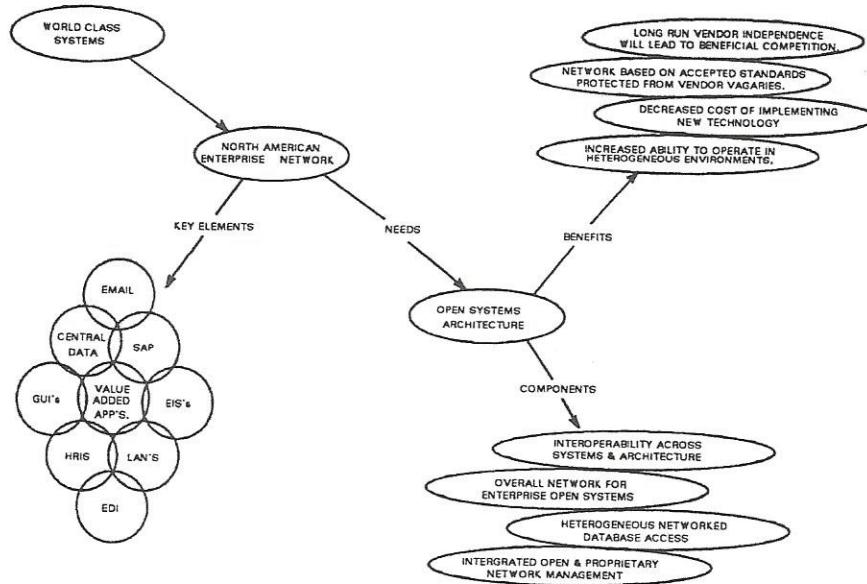 WORLD CLASS
SYSTEMS
NORTH AMERICAN
ENTERPRISE NETWORK
KEY ELEMENTS
NEEDS
EMAIL
CENTRAL
DATA
SAP
GUI's
VALUE
ADDED
APP'S.
EIS's
HRIS
LAN'S
EDI
OPEN SYSTEMS
ARCHITECTURE
BENEFITS
LONG RUN VENDOR INDEPENDENCE
WILL LEAD TO BENEFICIAL COMPETITION.
NETWORK BASED ON ACCEPTED STANDARDS
PROTECTED FROM VENDOR VAGARIES.
DECREASED COST OF IMPLEMENTING
NEW TECHNOLOGY
INCREASED ABILITY TO OPERATE IN
HETEROGENEOUS ENVIRONMENTS.
COMPONENTS
INTEROPERABILITY ACROSS
SYSTEMS & ARCHITECTURE
OVERALL NETWORK FOR
ENTERPRISE OPEN SYSTEMS
HETEROGENEOUS NETWORKED
DATABASE ACCESS
INTERGRATED OPEN & PROPRIETARY
NETWORK MANAGEMENT